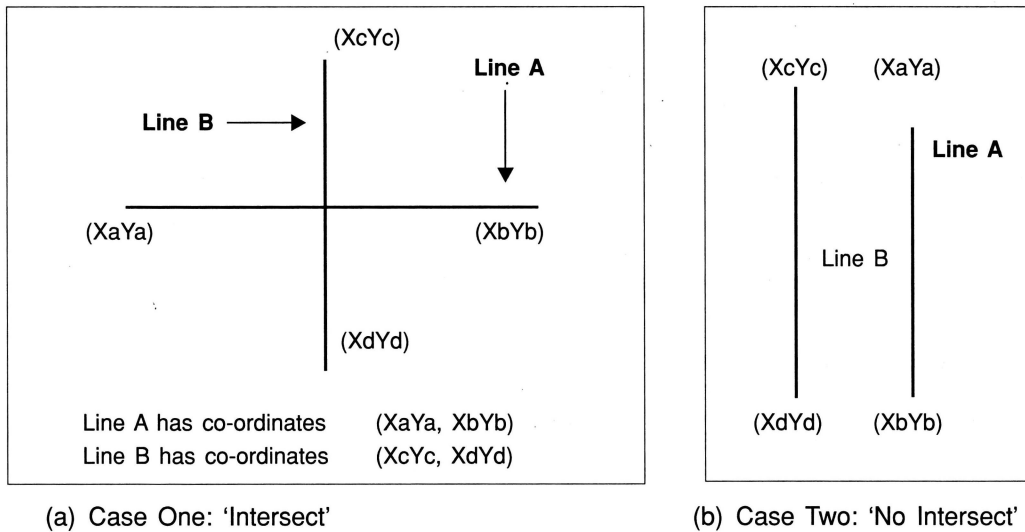 (XcYc)
Line A
Line B
(XaYa)
(XbYb)
(XdYd)
Line A has co-ordinates (XaYa, XbYb)
Line B has co-ordinates (XcYc, XdYd)
(a) Case One: 'Intersect'
(XcYc) (XaYa)
Line A
Line B
(XdYd) (XbYb)
(b) Case Two: 'No Intersect'